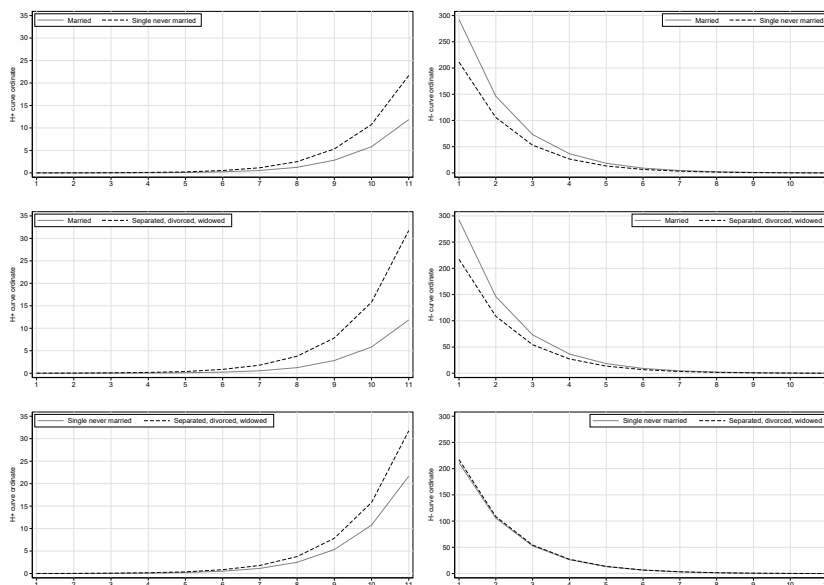 Married Single never married
H+ curve ordinate
35
30
25
20
15
10
5
0
1 2 3 4 5 6 7 8 9 10 11
Married Single never married
H- curve ordinate
300
250
200
150
100
50
0
1 2 3 4 5 6 7 8 9 10
Married Separated, divorced, widowed
H+ curve ordinate
35
30
25
20
15
10
5
0
1 2 3 4 5 6 7 8 9 10 11
Married Separated, divorced, widowed
H- curve ordinate
300
250
200
150
100
50
0
1 2 3 4 5 6 7 8 9 10
Single never married Separated, divorced, widowed
H+ curve ordinate
35
30
25
20
15
10
5
0
1 2 3 4 5 6 7 8 9 10 11
Single never married Separated, divorced, widowed
H- curve ordinate
300
250
200
150
100
50
0
1 2 3 4 5 6 7 8 9 10